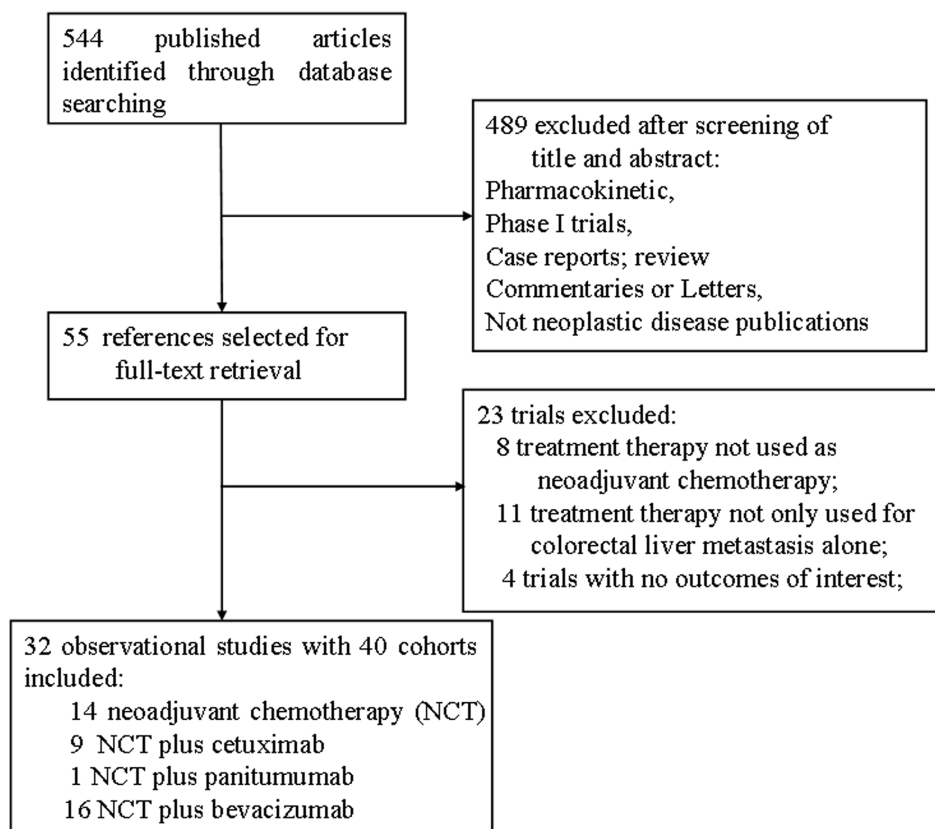 544 published articles
identified through database
searching
489 excluded after screening of
title and abstract:
Pharmacokinetic,
Phase I trials,
Case reports; review
Commentaries or Letters,
Not neoplastic disease publications
55 references selected for
full-text retrieval
23 trials excluded:
8 treatment therapy not used as
neoadjuvant chemotherapy;
11 treatment therapy not only used for
colorectal liver metastasis alone;
4 trials with no outcomes of interest;
32 observational studies with 40 cohorts
included:
14 neoadjuvant chemotherapy (NCT)
9 NCT plus cetuximab
1 NCT plus panitumumab
16 NCT plus bevacizumab